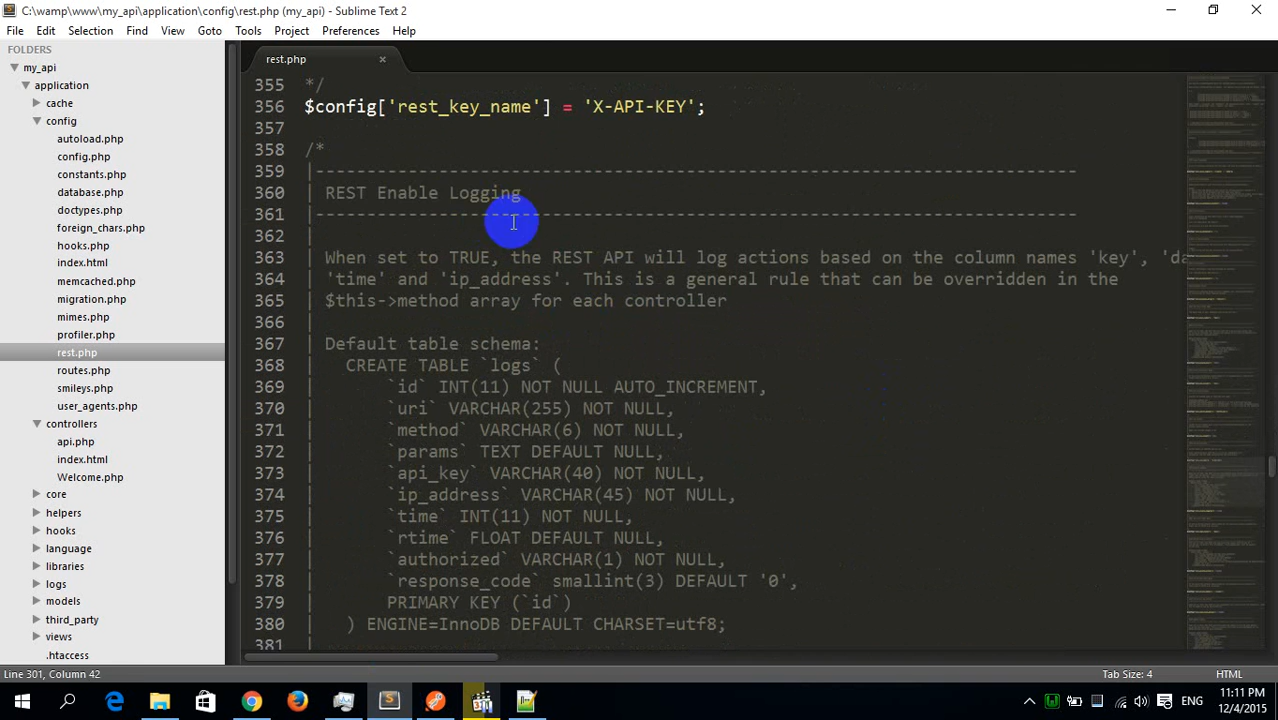 C:\wamp\www\my_api\application\config\rest.php (my_api) - Sublime Text 2
File Edit Selection Find View Goto Tools Project Preferences Help
FOLDERS
my_api
application
cache
config
autoload.php
config.php
constants.php
database.php
doctypes.php
foreign_chars.php
hooks.php
index.html
memcached.php
migration.php
mimes.php
profiler.php
rest.php
routes.php
smileys.php
user_agents.php
controllers
api.php
index.html
Welcome.php
core
helpers
hooks
language
libraries
logs
models
third_party
views
.htaccess
rest.php
355 */
356 $config['rest_key_name'] = 'X-API-KEY';
357
358 /*
359 |--------------------------------------------------------------------------
360 | REST Enable Logging
361 |--------------------------------------------------------------------------
362 |
363 | When set to TRUE, the REST API will log actions based on the column names 'key', 'da
364 | 'time' and 'ip_address'. This is a general rule that can be overridden in the
365 | $this->method array for each controller
366 |
367 | Default table schema:
368 | CREATE TABLE `logs` (
369 | `id` INT(11) NOT NULL AUTO_INCREMENT,
370 | `uri` VARCHAR(255) NOT NULL,
371 | `method` VARCHAR(6) NOT NULL,
372 | `params` TEXT DEFAULT NULL,
373 | `api_key` VARCHAR(40) NOT NULL,
374 | `ip_address` VARCHAR(45) NOT NULL,
375 | `time` INT(11) NOT NULL,
376 | `rtime` FLOAT DEFAULT NULL,
377 | `authorized` VARCHAR(1) NOT NULL,
378 | `response_code` smallint(3) DEFAULT '0',
379 | PRIMARY KEY (`id`)
380 | ) ENGINE=InnoDB DEFAULT CHARSET=utf8;
381 |
Line 301, Column 42
Tab Size: 4
HTML
ENG
11:11 PM
12/4/2015